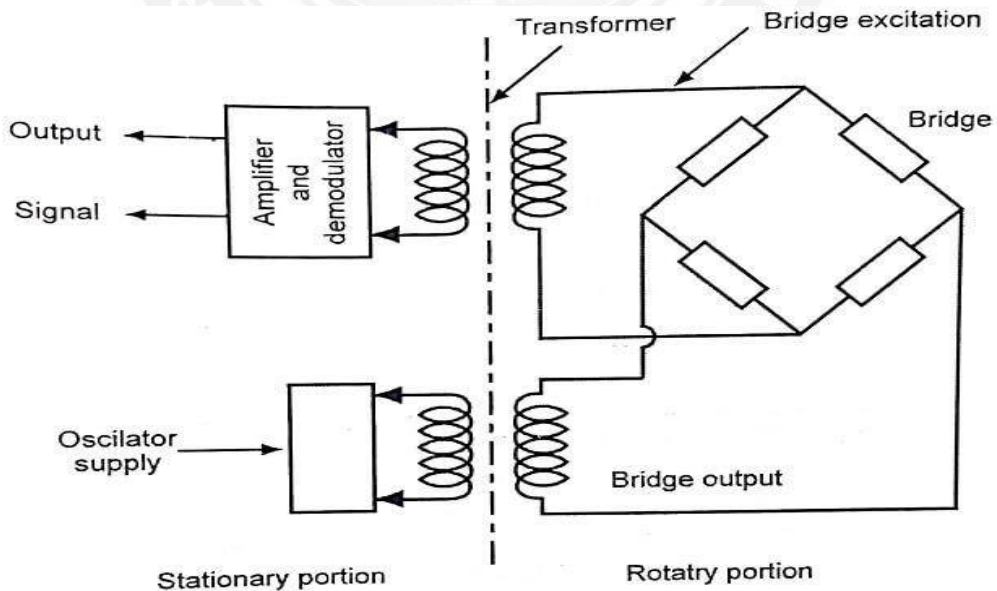 Transformer
Bridge excitation
Output
Signal
Amplifier
and
demodulator
Bridge
Oscilator
supply
Bridge output
Stationary portion
Rotatry portion